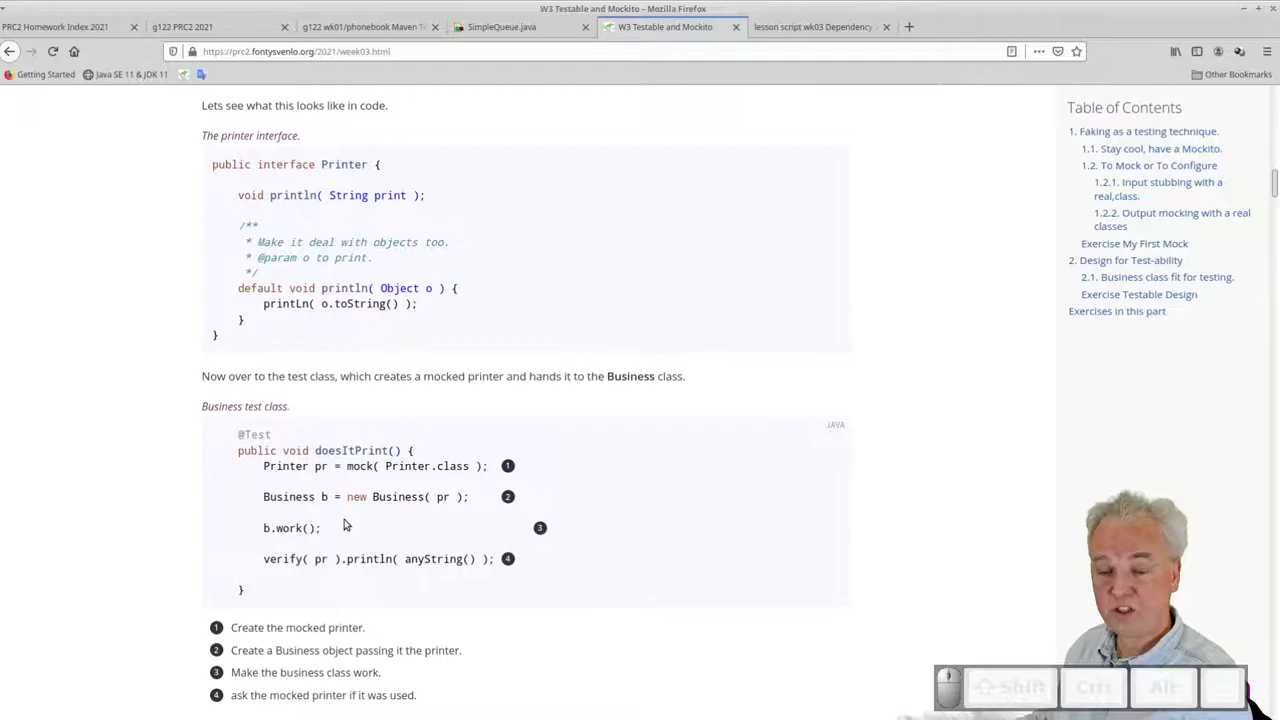 W3 Testable and Mockito - Mozilla Firefox
PRC2 Homework Index 2021
g122 PRC2 2021
g122 wk01/phonebook Maven T
SimpleQueue.java
W3 Testable and Mockito
lesson script wk03 Dependency
https://prc2.fontysvenlo.org/2021/week03.html
Getting Started
Java SE 11 & JDK 11
Other Bookmarks
Lets see what this looks like in code.
The printer interface.
public interface Printer {
void println( String print );
/**
* Make it deal with objects too.
* @param o to print.
*/
default void println( Object o ) {
printLn( o.toString() );
}
}
Now over to the test class, which creates a mocked printer and hands it to the Business class.
Business test class.
JAVA
@Test
public void doesItPrint() {
Printer pr = mock( Printer.class ); 1
Business b = new Business( pr ); 2
b.work(); 3
verify( pr ).println( anyString() ); 4
}
1 Create the mocked printer.
2 Create a Business object passing it the printer.
3 Make the business class work.
4 ask the mocked printer if it was used.
Table of Contents
1. Faking as a testing technique.
1.1. Stay cool, have a Mockito.
1.2. To Mock or To Configure
1.2.1. Input stubbing with a
real,class.
1.2.2. Output mocking with a real
classes
Exercise My First Mock
2. Design for Test-ability
2.1. Business class fit for testing.
Exercise Testable Design
Exercises in this part
Shift
Ctrl
Alt